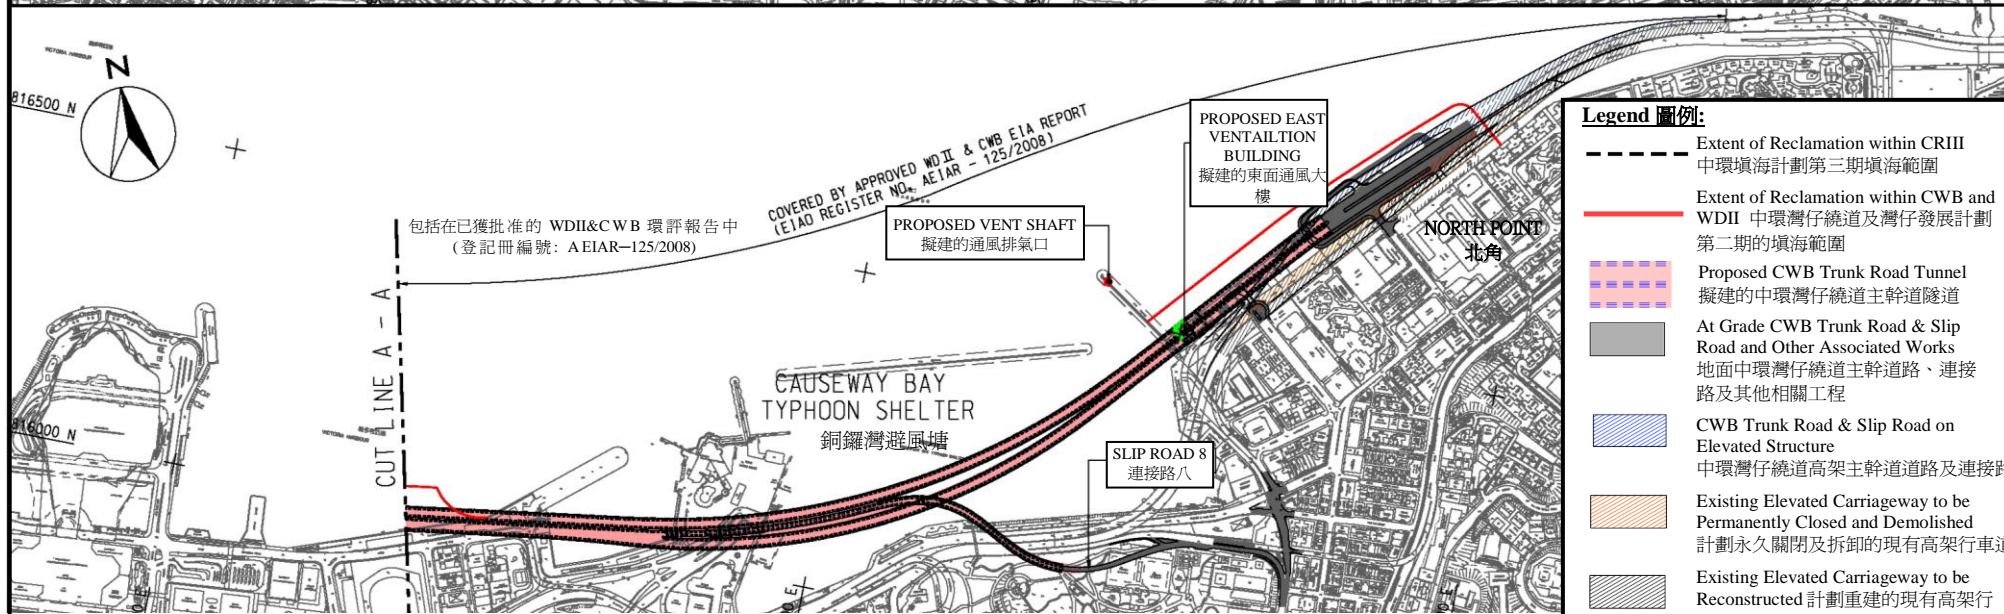 VICTORIA HARBOUR
N
816500 N
包括在已獲批准的 WDII&CWB 環評報告中
(登記冊編號: AEIAR—125/2008)
COVERED BY APPROVED WDII & CWB EIA REPORT
(EIAO REGISTER NO. AEIAR - 125/2008)
PROPOSED VENT SHAFT
擬建的通風排氣口
PROPOSED EAST
VENTAILTION
BUILDING
擬建的東面通風大
樓
NORTH POINT
北角
CUT LINE A - A
CAUSEWAY BAY
TYPHOON SHELTER
銅鑼灣避風塘
816000 N
VICTORIA HARBOUR
SLIP ROAD 8
連接路八
Legend 圖例:
Extent of Reclamation within CRIII
中環填海計劃第三期填海範圍
Extent of Reclamation within CWB and
WDII 中環灣仔繞道及灣仔發展計劃
第二期的填海範圍
Proposed CWB Trunk Road Tunnel
擬建的中環灣仔繞道主幹道隧道
At Grade CWB Trunk Road & Slip
Road and Other Associated Works
地面中環灣仔繞道主幹道路、連接
路及其他相關工程
CWB Trunk Road & Slip Road on
Elevated Structure
中環灣仔繞道高架主幹道道路及連接路
Existing Elevated Carriageway to be
Permanently Closed and Demolished
計劃永久關閉及拆卸的現有高架行車道
Existing Elevated Carriageway to be
Reconstructed 計劃重建的現有高架行